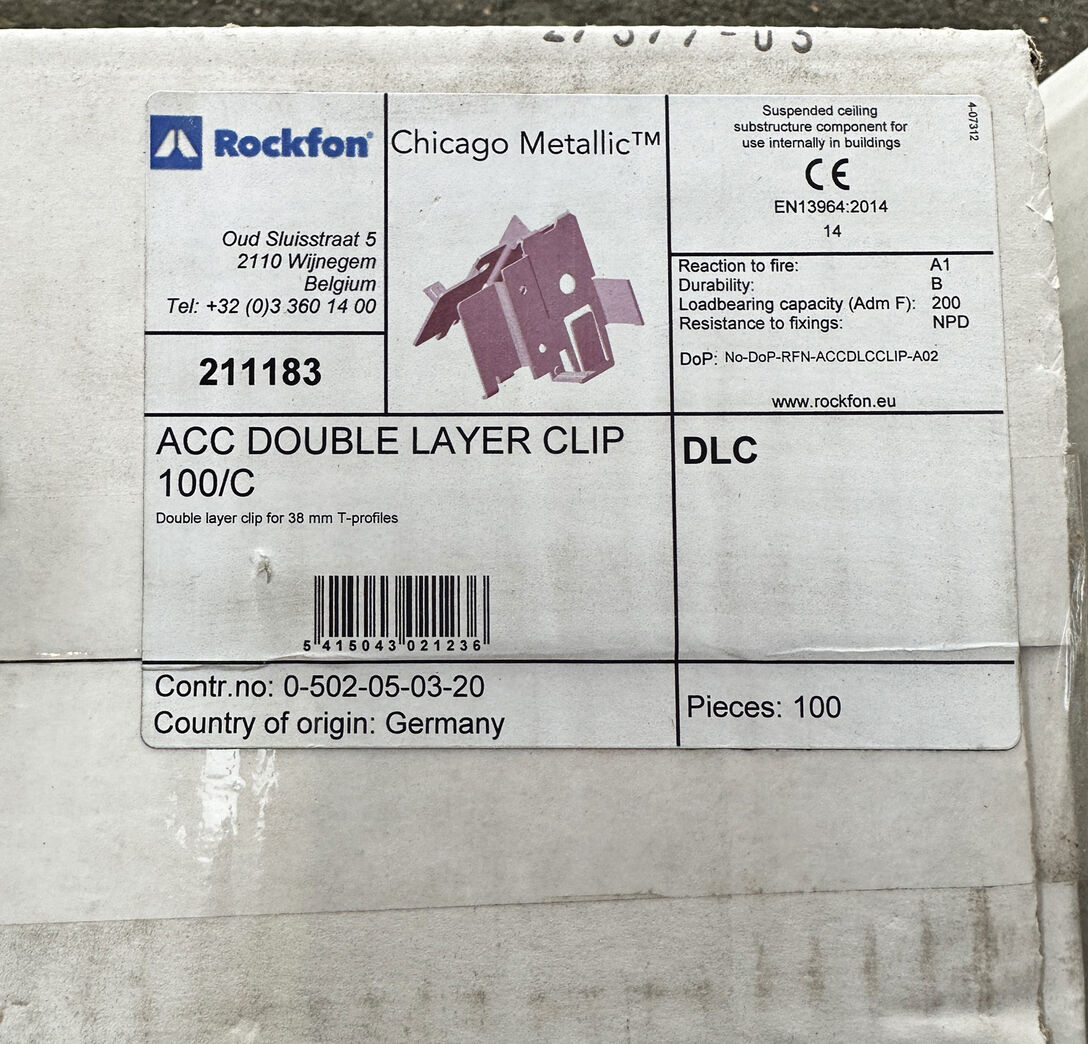 Rockfon®
Oud Sluisstraat 5
2110 Wijnegem
Belgium
Tel: +32 (0)3 360 14 00
211183
Chicago Metallic™
Suspended ceiling
substructure component for
use internally in buildings
4-07312
CE
EN13964:2014
14
Reaction to fire: A1
Durability: B
Loadbearing capacity (Adm F): 200
Resistance to fixings: NPD
DoP: No-DoP-RFN-ACCDLCCLIP-A02
www.rockfon.eu
ACC DOUBLE LAYER CLIP
100/C
Double layer clip for 38 mm T-profiles
5 415043 021236
DLC
Contr.no: 0-502-05-03-20
Country of origin: Germany
Pieces: 100